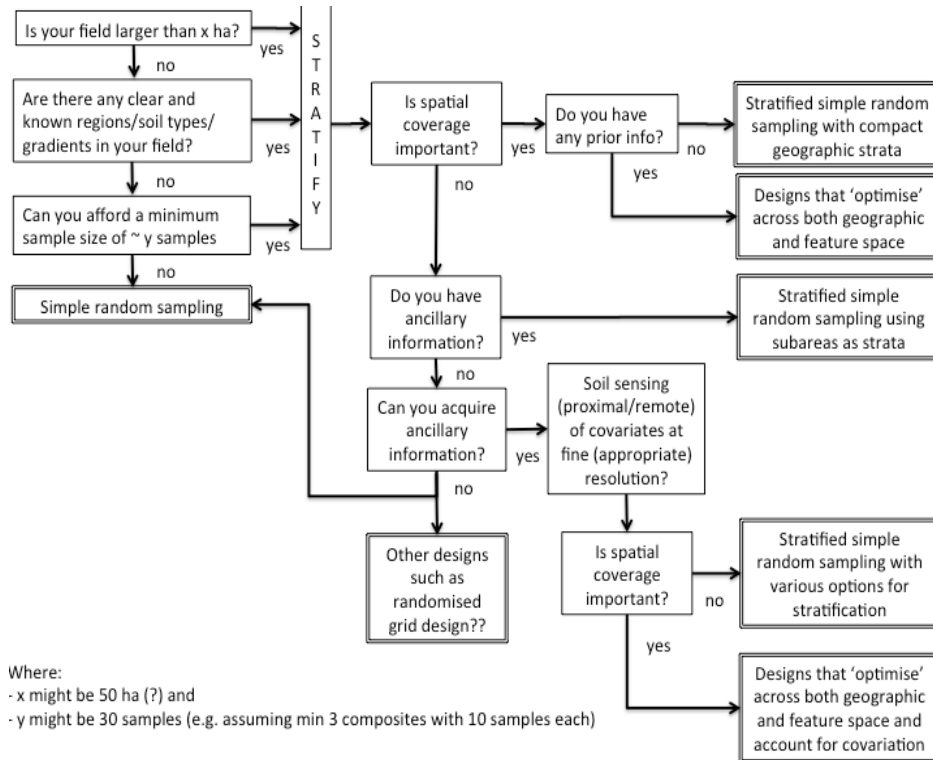 Is your field larger than x ha?
yes
no
Are there any clear and
known regions/soil types/
gradients in your field?
yes
no
Can you afford a minimum
sample size of ~ y samples
yes
no
Simple random sampling
S
T
R
A
T
I
F
Y
Is spatial
coverage
important?
yes
no
Do you have
any prior info?
no
yes
Stratified simple random
sampling with compact
geographic strata
Designs that ‘optimise’
across both geographic
and feature space
Do you have
ancillary
information?
yes
no
Stratified simple
random sampling using
subareas as strata
Can you acquire
ancillary
information?
yes
no
Soil sensing
(proximal/remote)
of covariates at
fine (appropriate)
resolution?
Other designs
such as
randomised
grid design??
Is spatial
coverage
important?
no
yes
Stratified simple
random sampling with
various options for
stratification
Designs that ‘optimise’
across both geographic
and feature space and
account for covariation
Where:
- x might be 50 ha (?) and
- y might be 30 samples (e.g. assuming min 3 composites with 10 samples each)